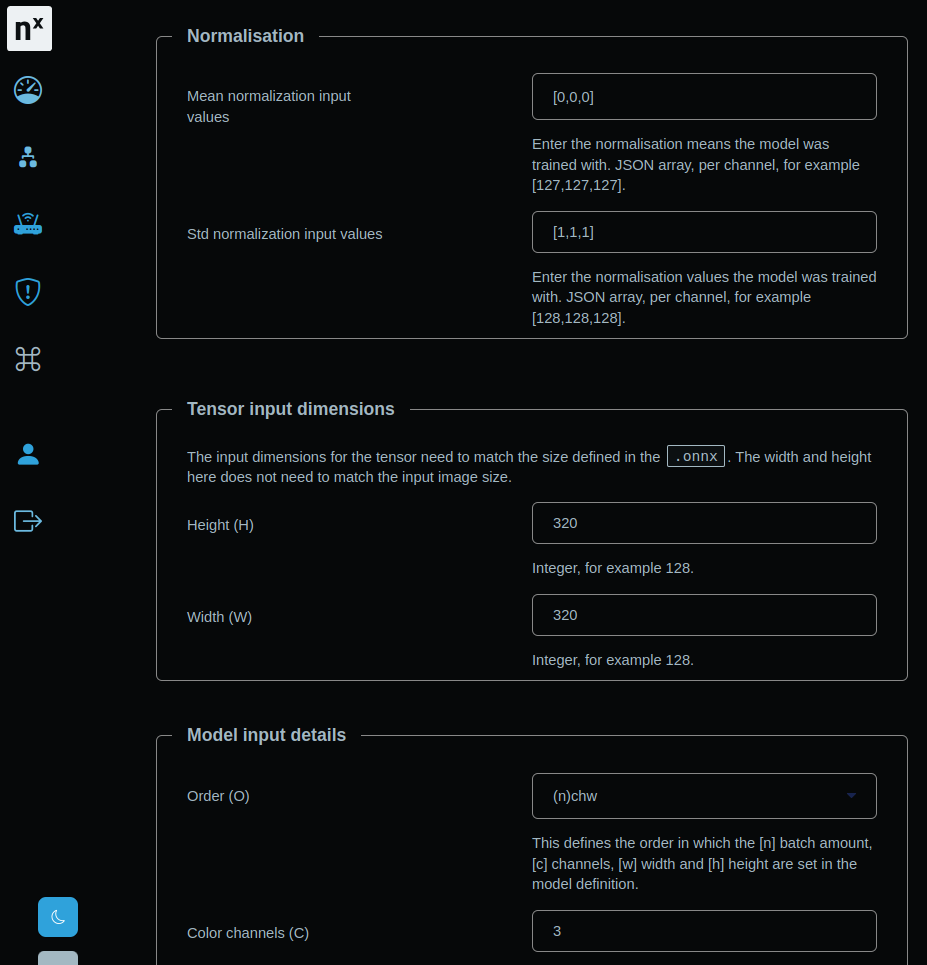 nx
Normalisation
Mean normalization input
values
[0,0,0]
Enter the normalisation means the model was
trained with. JSON array, per channel, for example
[127,127,127].
Std normalization input values
[1,1,1]
Enter the normalisation values the model was trained
with. JSON array, per channel, for example
[128,128,128].
Tensor input dimensions
The input dimensions for the tensor need to match the size defined in the .onnx . The width and height
here does not need to match the input image size.
Height (H)
320
Integer, for example 128.
Width (W)
320
Integer, for example 128.
Model input details
Order (O)
(n)chw
This defines the order in which the [n] batch amount,
[c] channels, [w] width and [h] height are set in the
model definition.
Color channels (C)
3